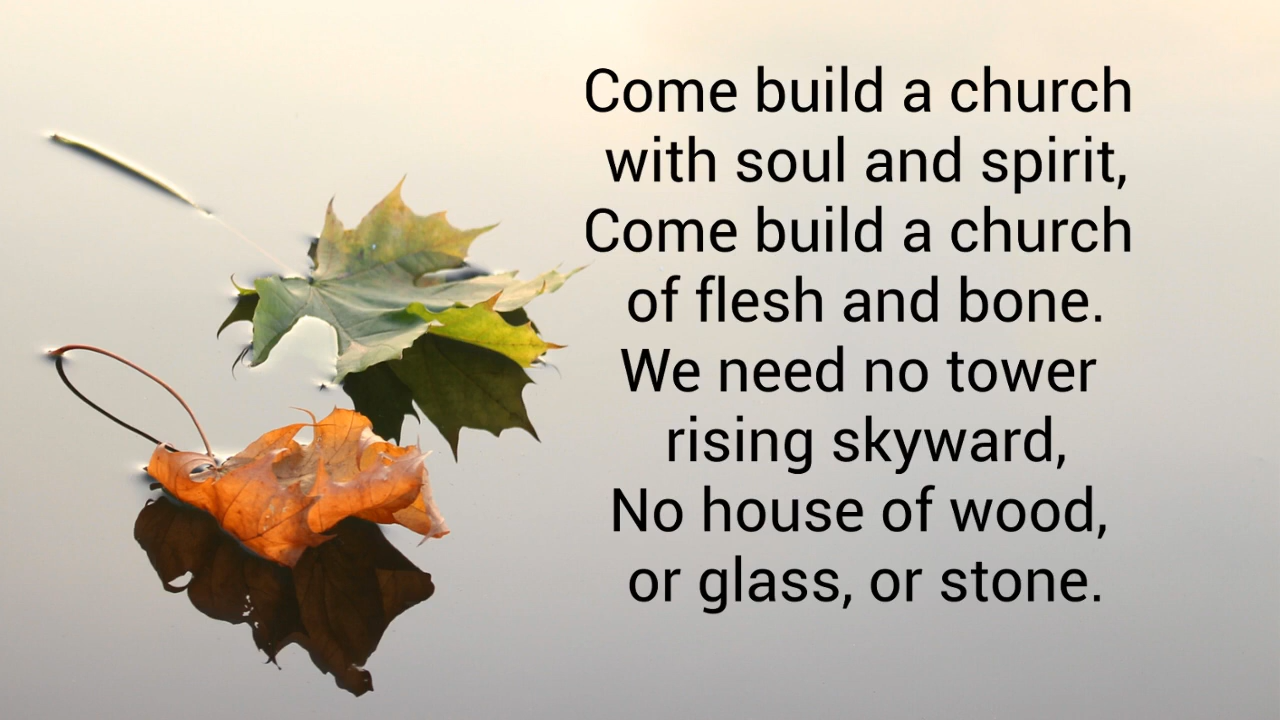 Come build a church
with soul and spirit,
Come build a church
of flesh and bone.
We need no tower
rising skyward,
No house of wood,
or glass, or stone.